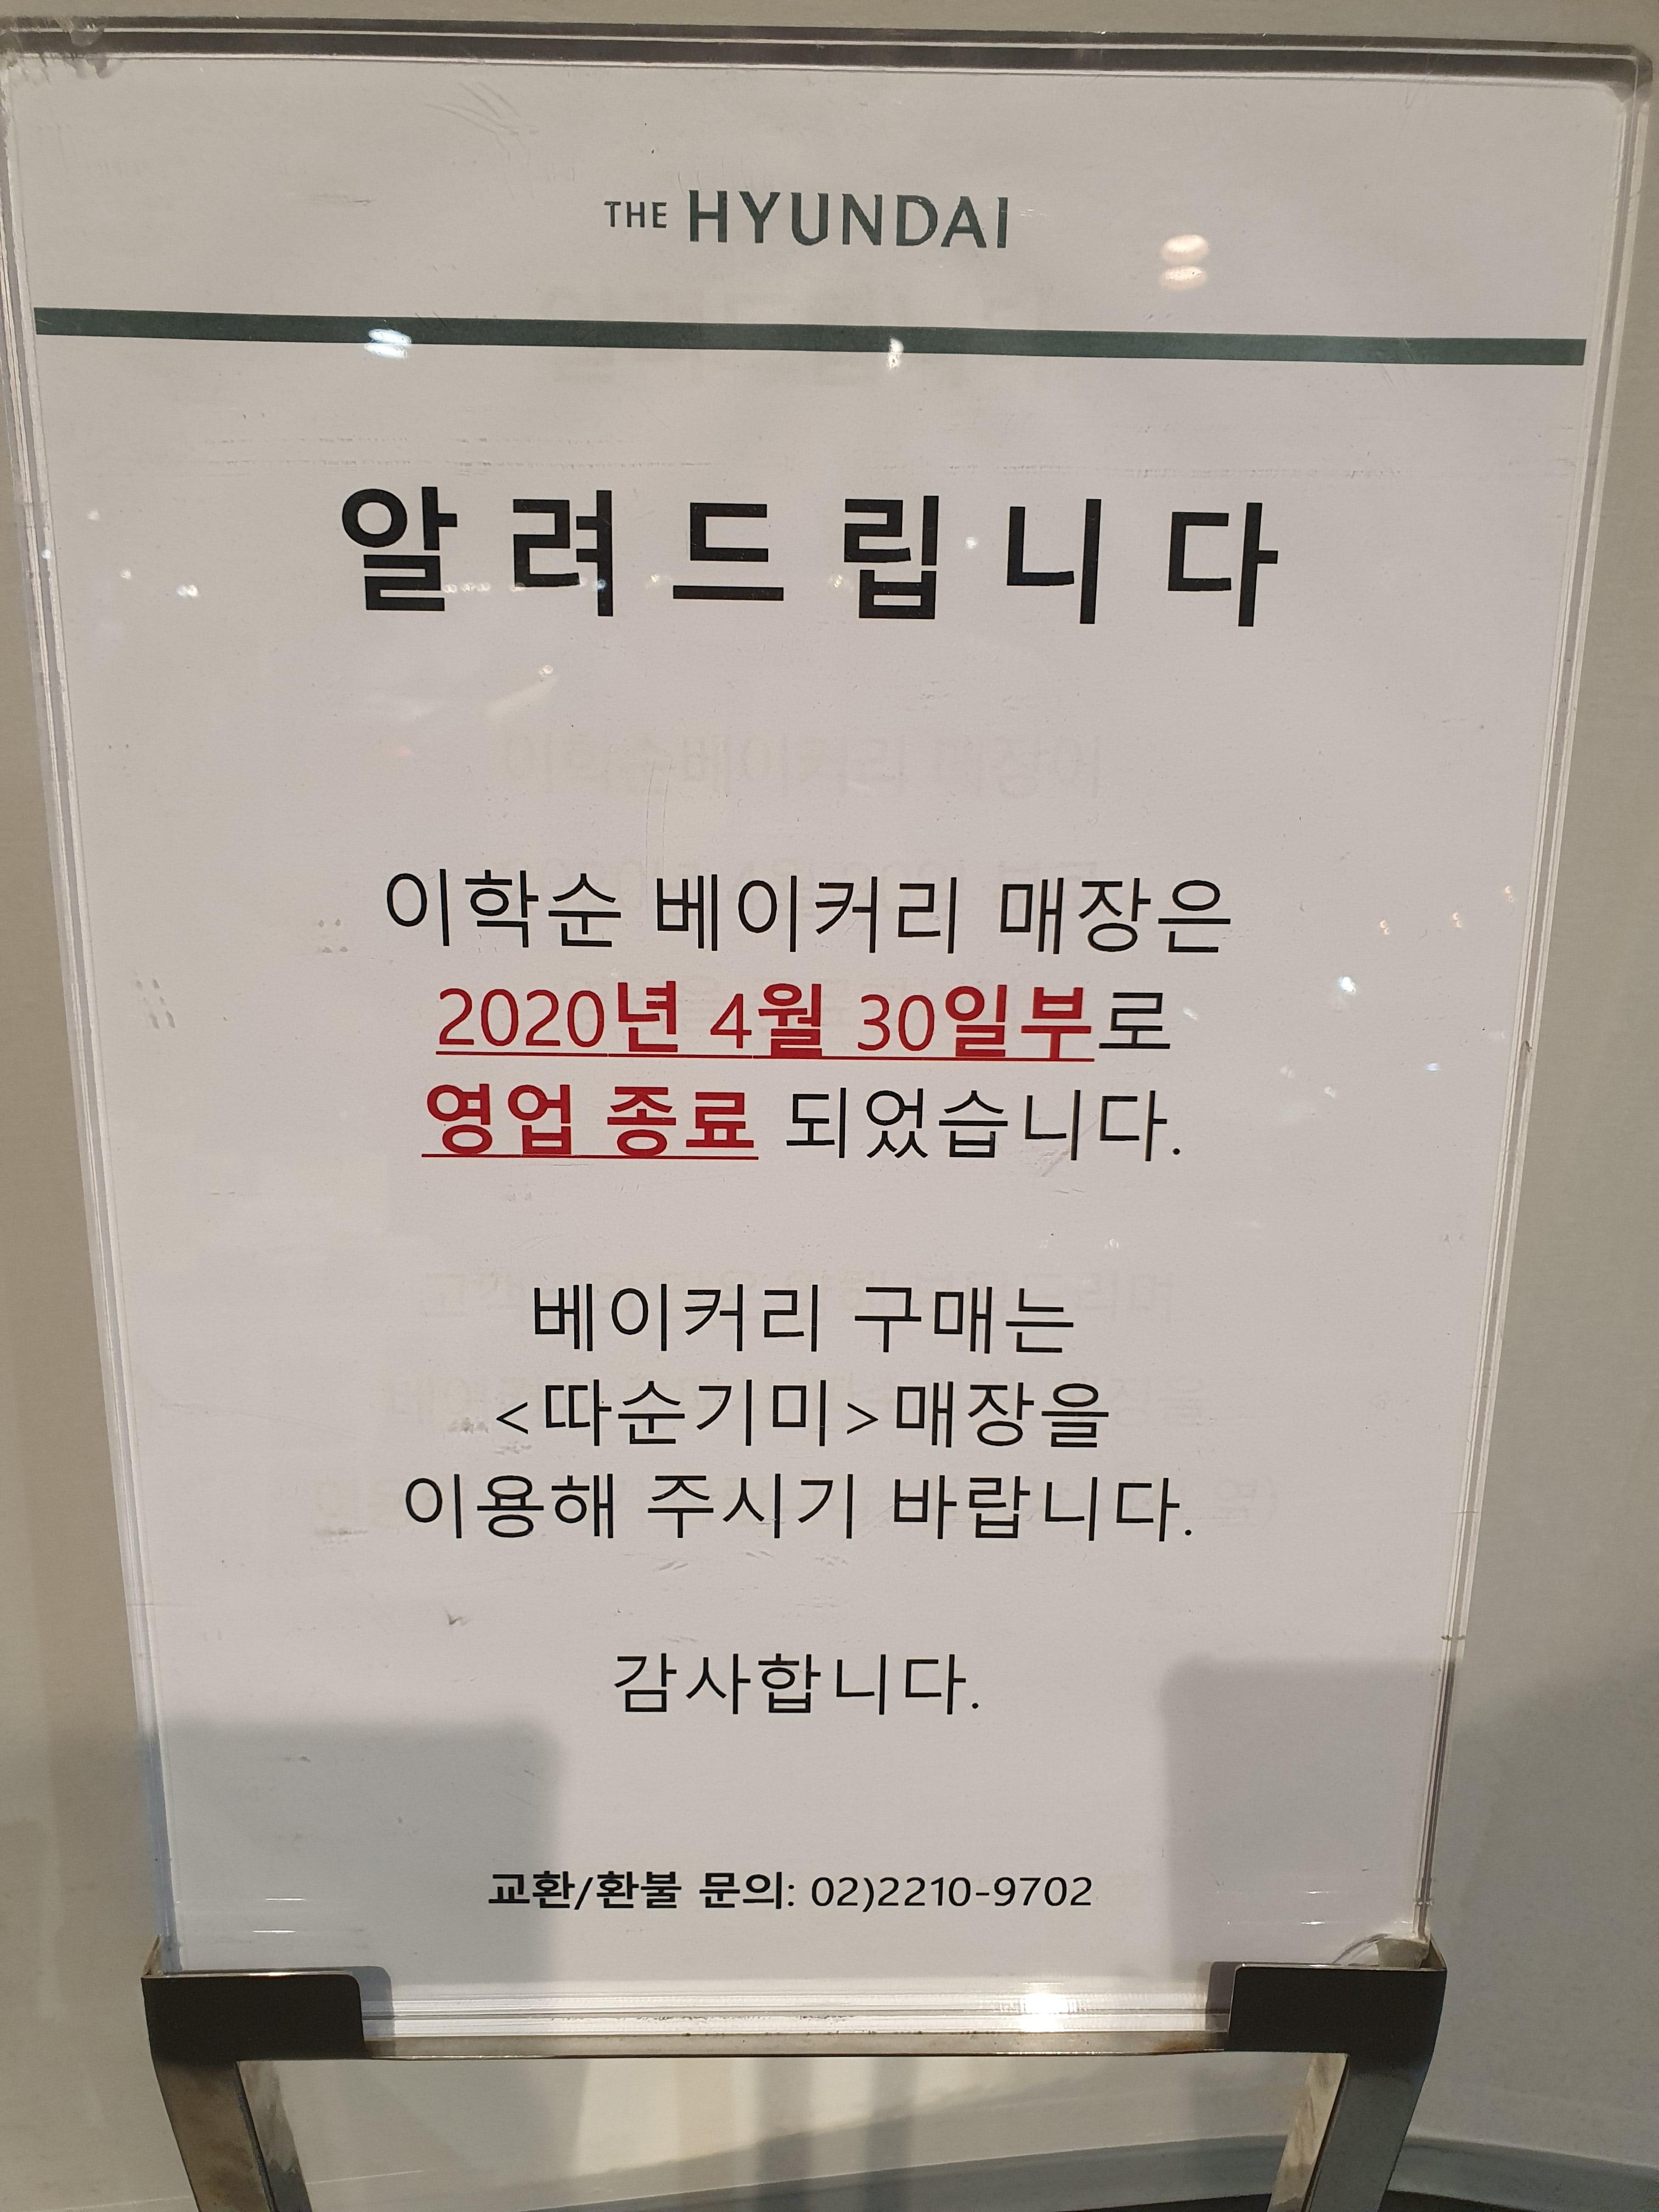 THE HYUNDAI
알려드립니다
이학순 베이커리 매장은
2020년 4월 30일부로
영업 종료 되었습니다.
베이커리 구매는
<따순기미>매장을
이용해 주시기 바랍니다.
감사합니다.
교환/환불 문의: 02)2210-9702